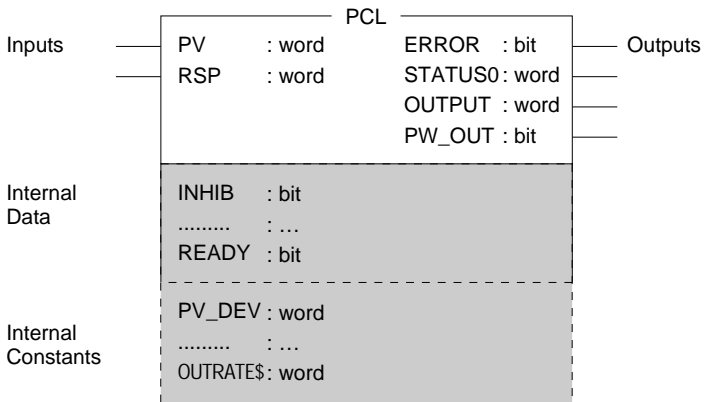 PCL
Inputs PV : word ERROR : bit Outputs
RSP : word STATUS0 : word
OUTPUT : word
PW_OUT : bit
Internal Data
INHIB : bit
......... : ...
READY : bit
Internal Constants
PV_DEV : word
......... : ...
OUTRATE$ : word